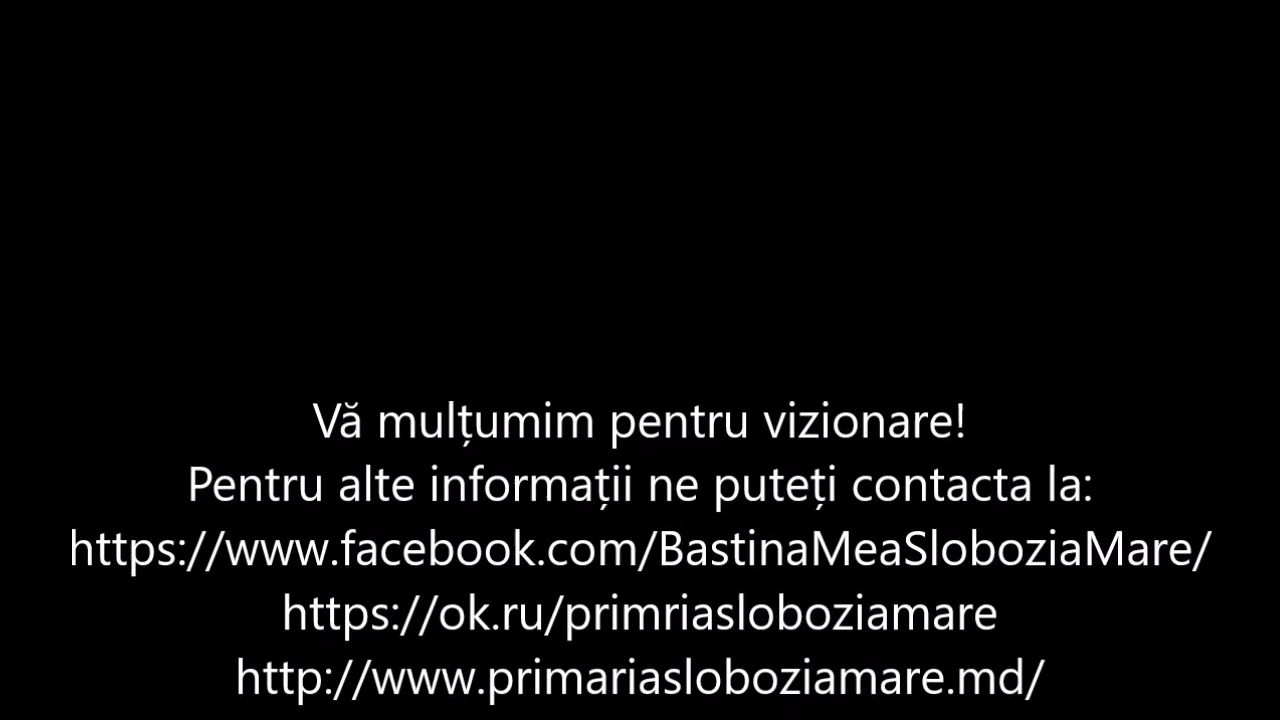 Vă mulțumim pentru vizionare!
Pentru alte informații ne puteți contacta la:
https://www.facebook.com/BastinaMeaSloboziaMare/
https://ok.ru/primriasloboziamare
http://www.primariasloboziamare.md/